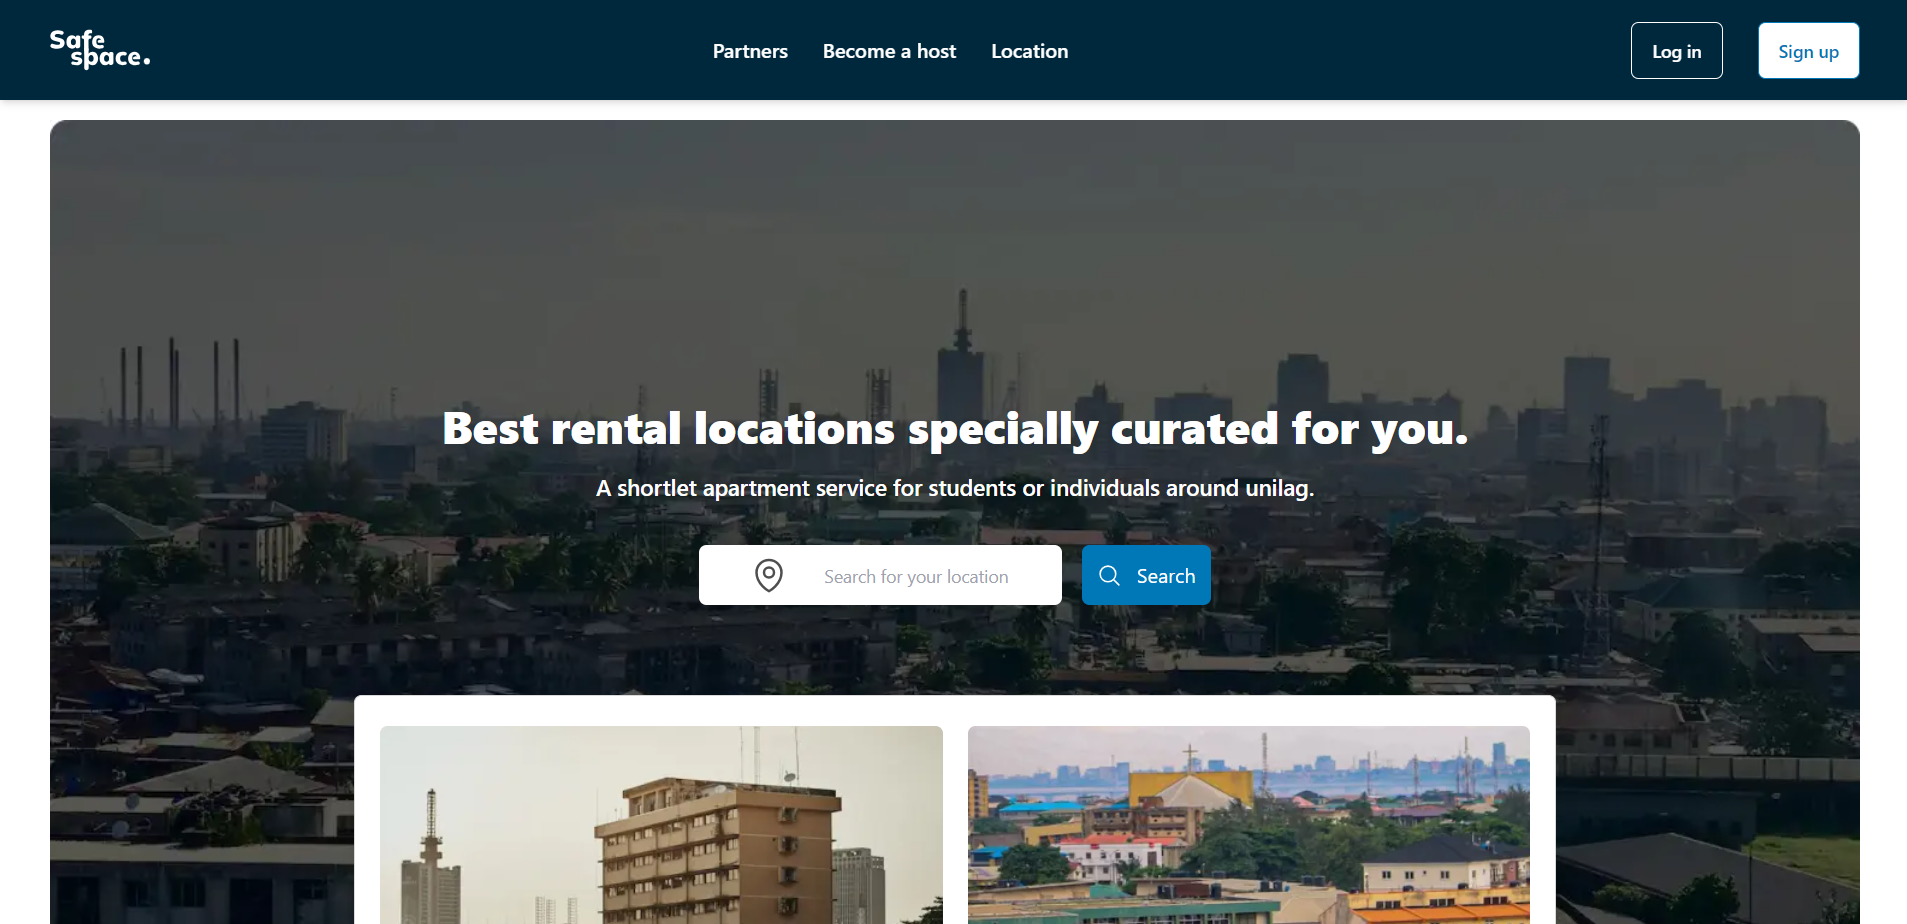 Safe
space.
Partners
Become a host
Location
Log in
Sign up
Best rental locations specially curated for you.
A shortlet apartment service for students or individuals around unilag.
Search for your location
Search